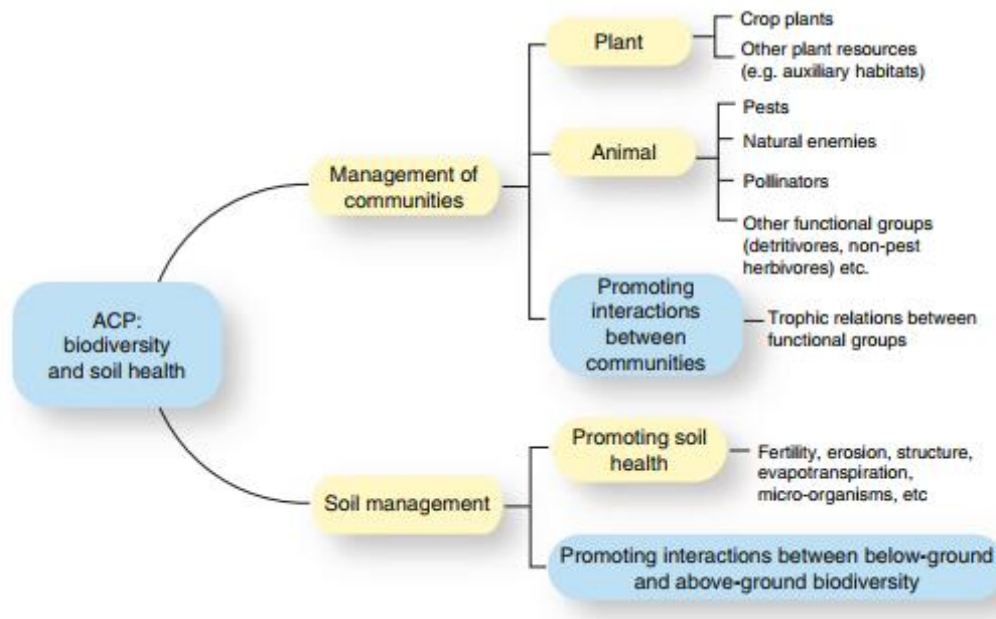 Crop plants
Plant
Other plant resources
(e.g. auxiliary habitats)
Pests
Animal
Natural enemies
Management of
communities
Pollinators
Other functional groups
(detritivores, non-pest
herbivores) etc.
Promoting
interactions
between
communities
Trophic relations between
functional groups
ACP:
biodiversity
and soil health
Promoting soil
health
Fertility, erosion, structure,
evapotranspiration,
micro-organisms, etc
Soil management
Promoting interactions between below-ground
and above-ground biodiversity